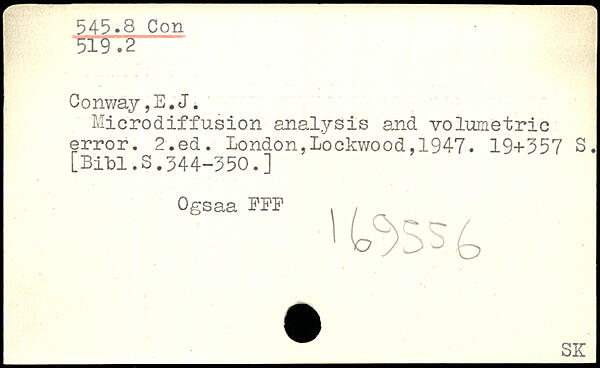 545.8 Con
519.2
Conway,E.J.
Microdiffusion analysis and volumetric
error. 2.ed. London,Lockwood,1947. 19+357 S.
[Bibl.S.344-350.]
Ogsaa FFF
169556
SK